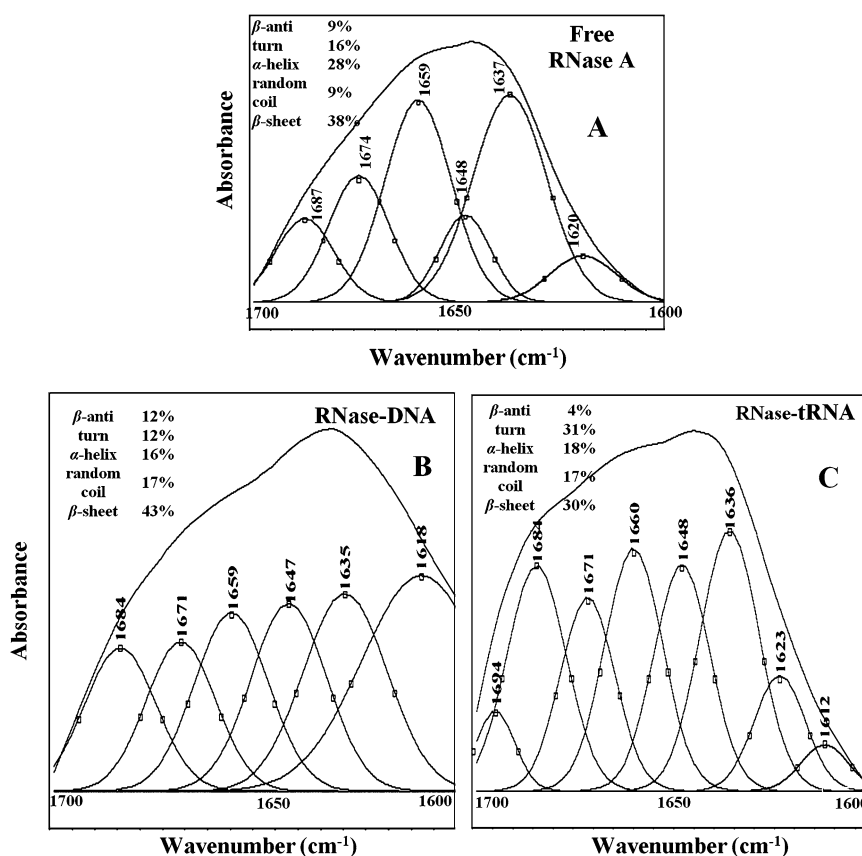 β-anti 9%
turn 16%
α-helix 28%
random
coil 9%
β-sheet 38%
Free
RNase A
A
1687
1674
1659
1648
1637
1620
Absorbance
1700 1650 1600
Wavenumber (cm-1)
β-anti 12%
turn 12%
α-helix 16%
random
coil 17%
β-sheet 43%
RNase-DNA
B
1684
1671
1659
1647
1635
1618
Absorbance
1700 1650 1600
Wavenumber (cm-1)
β-anti 4%
turn 31%
α-helix 18%
random
coil 17%
β-sheet 30%
RNase-tRNA
C
1694
1684
1671
1660
1648
1636
1623
1612
1700 1650 1600
Wavenumber (cm-1)